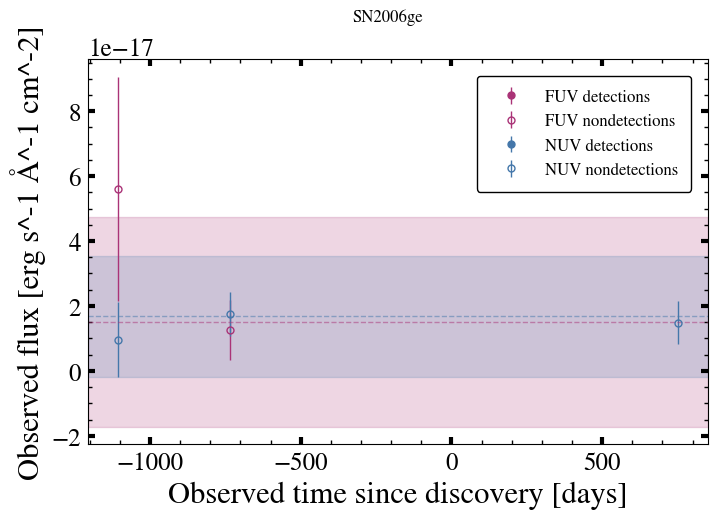 SN2006ge
1e−17
Observed flux [erg s^-1 Å^-1 cm^-2]
8
6
4
2
0
−2
FUV detections
FUV nondetections
NUV detections
NUV nondetections
−1000 −500 0 500
Observed time since discovery [days]